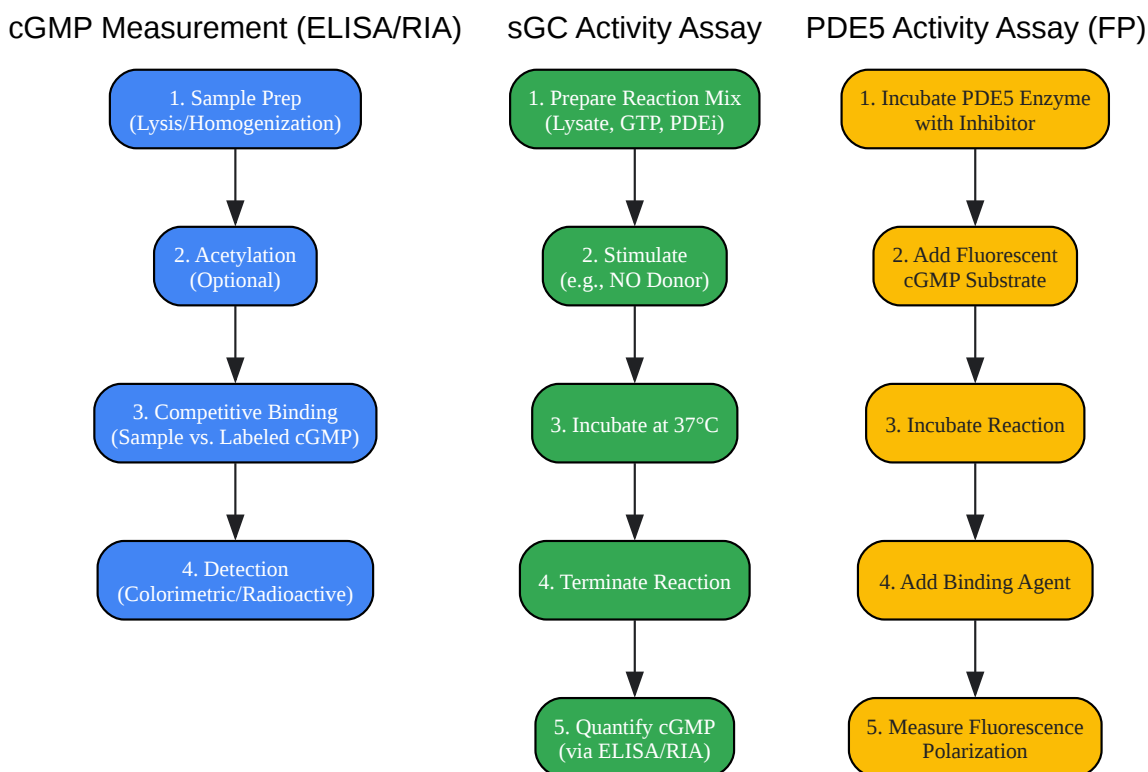 cGMP Measurement (ELISA/RIA)
1. Sample Prep
(Lysis/Homogenization)
2. Acetylation
(Optional)
3. Competitive Binding
(Sample vs. Labeled cGMP)
4. Detection
(Colorimetric/Radioactive)
sGC Activity Assay
1. Prepare Reaction Mix
(Lysate, GTP, PDEi)
2. Stimulate
(e.g., NO Donor)
3. Incubate at 37°C
4. Terminate Reaction
5. Quantify cGMP
(via ELISA/RIA)
PDE5 Activity Assay (FP)
1. Incubate PDE5 Enzyme
with Inhibitor
2. Add Fluorescent
cGMP Substrate
3. Incubate Reaction
4. Add Binding Agent
5. Measure Fluorescence
Polarization